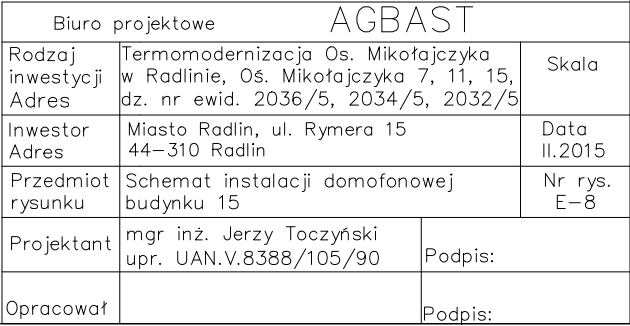 Biuro projektowe AGBAST
Rodzaj inwestycji Adres
Termomodernizacja Os. Mikołajczyka
w Radlinie, Oś. Mikołajczyka 7, 11, 15,
dz. nr ewid. 2036/5, 2034/5, 2032/5
Skala
Inwestor
Adres
Miasto Radlin, ul. Rymera 15
44-310 Radlin
Data
II.2015
Przedmiot
rysunku
Schemat instalacji domofonowej
budynku 15
Nr rys.
E-8
Projektant
mgr inż. Jerzy Toczyński
upr. UAN.V.8388/105/90
Podpis:
Opracował
Podpis: